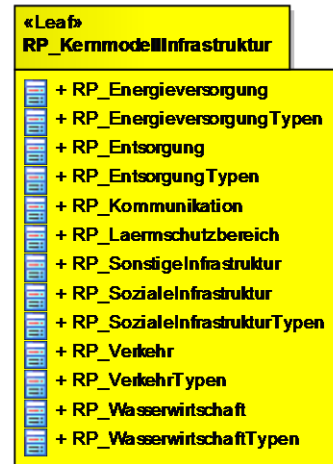 «Leaf»
RP_KernmodellInfrastruktur
+ RP_Energieversorgung
+ RP_EnergieversorgungTypen
+ RP_Entsorgung
+ RP_EntsorgungTypen
+ RP_Kommunikation
+ RP_Laermschutzbereich
+ RP_SonstigeInfrastruktur
+ RP_SozialeInfrastruktur
+ RP_SozialeInfrastrukturTypen
+ RP_Verkehr
+ RP_VerkehrTypen
+ RP_Wasserwirtschaft
+ RP_WasserwirtschaftTypen